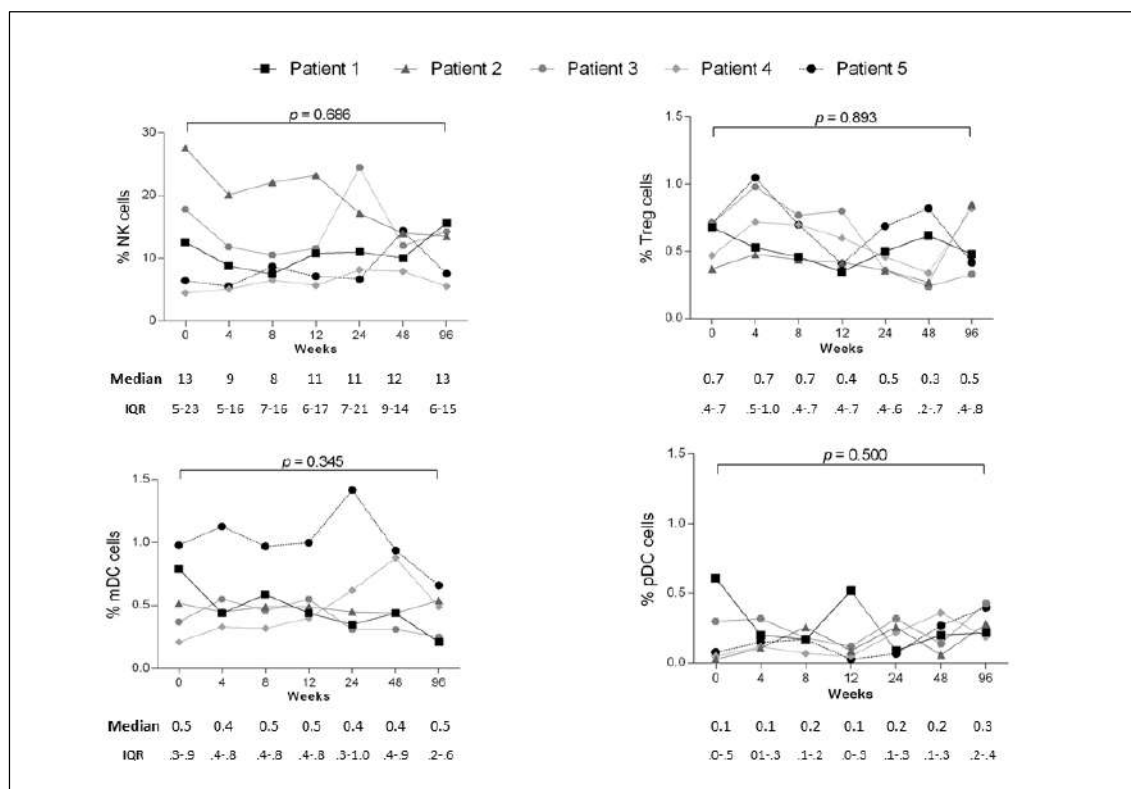 Patient 1 Patient 2 Patient 3 Patient 4 Patient 5
p = 0.686
30
20
10
0
% NK cells
0 4 8 12 24 48 96
Weeks
Median 13 9 8 11 11 12 13
IQR 5-23 5-16 7-16 6-17 7-21 9-14 6-15
p = 0.893
1.5
1.0
0.5
0.0
% Treg cells
0 4 8 12 24 48 96
Weeks
0.7 0.7 0.7 0.4 0.5 0.3 0.5
.4-.7 .5-1.0 .4-.7 .4-.7 .4-.6 .2-.7 .4-.8
p = 0.345
1.5
1.0
0.5
0.0
% mDC cells
0 4 8 12 24 48 96
Weeks
Median 0.5 0.4 0.5 0.5 0.4 0.4 0.5
IQR .3-.9 .4-.8 .4-.8 .4-.8 .3-1.0 .4-.9 .2-.6
p = 0.500
1.5
1.0
0.5
0.0
% pDC cells
0 4 8 12 24 48 96
Weeks
0.1 0.1 0.2 0.1 0.2 0.2 0.3
.0-.5 01-.3 .1-.2 .0-.3 .1-.3 .1-.3 .2-.4